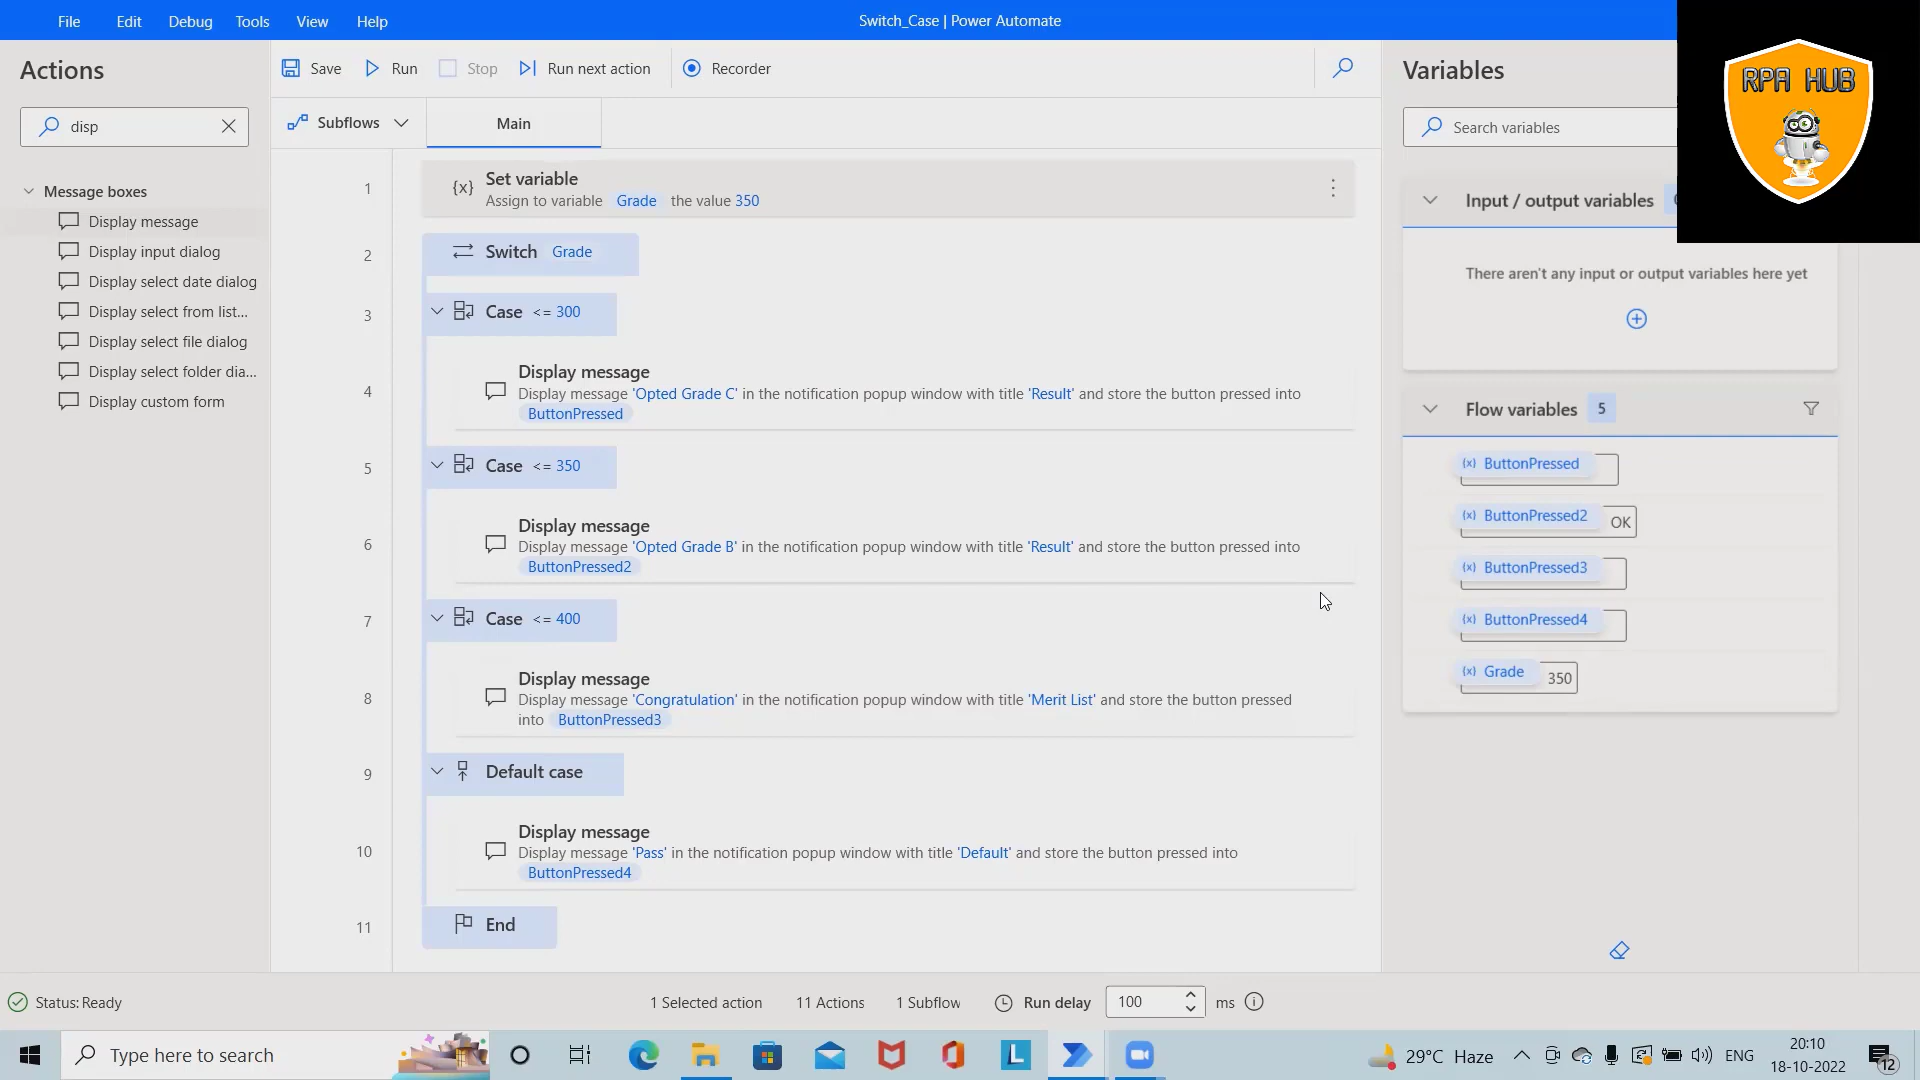 File Edit Debug Tools View Help
Switch_Case | Power Automate
RPA HUB
Actions
Save Run Stop Run next action Recorder
Variables
disp
Subflows Main
Search variables
Message boxes
Display message
Display input dialog
Display select date dialog
Display select from list...
Display select file dialog
Display select folder dia...
Display custom form
1 Set variable
Assign to variable Grade the value 350
2 Switch Grade
3 Case <= 300
4 Display message
Display message 'Opted Grade C' in the notification popup window with title 'Result' and store the button pressed into
ButtonPressed
5 Case <= 350
6 Display message
Display message 'Opted Grade B' in the notification popup window with title 'Result' and store the button pressed into
ButtonPressed2
7 Case <= 400
8 Display message
Display message 'Congratulation' in the notification popup window with title 'Merit List' and store the button pressed
into ButtonPressed3
9 Default case
10 Display message
Display message 'Pass' in the notification popup window with title 'Default' and store the button pressed into
ButtonPressed4
11 End
Input / output variables
There aren't any input or output variables here yet
Flow variables 5
(x) ButtonPressed
(x) ButtonPressed2 OK
(x) ButtonPressed3
(x) ButtonPressed4
(x) Grade 350
Status: Ready
1 Selected action 11 Actions 1 Subflow Run delay 100 ms
Type here to search
L
29°C Haze
ENG
20:10
18-10-2022
12